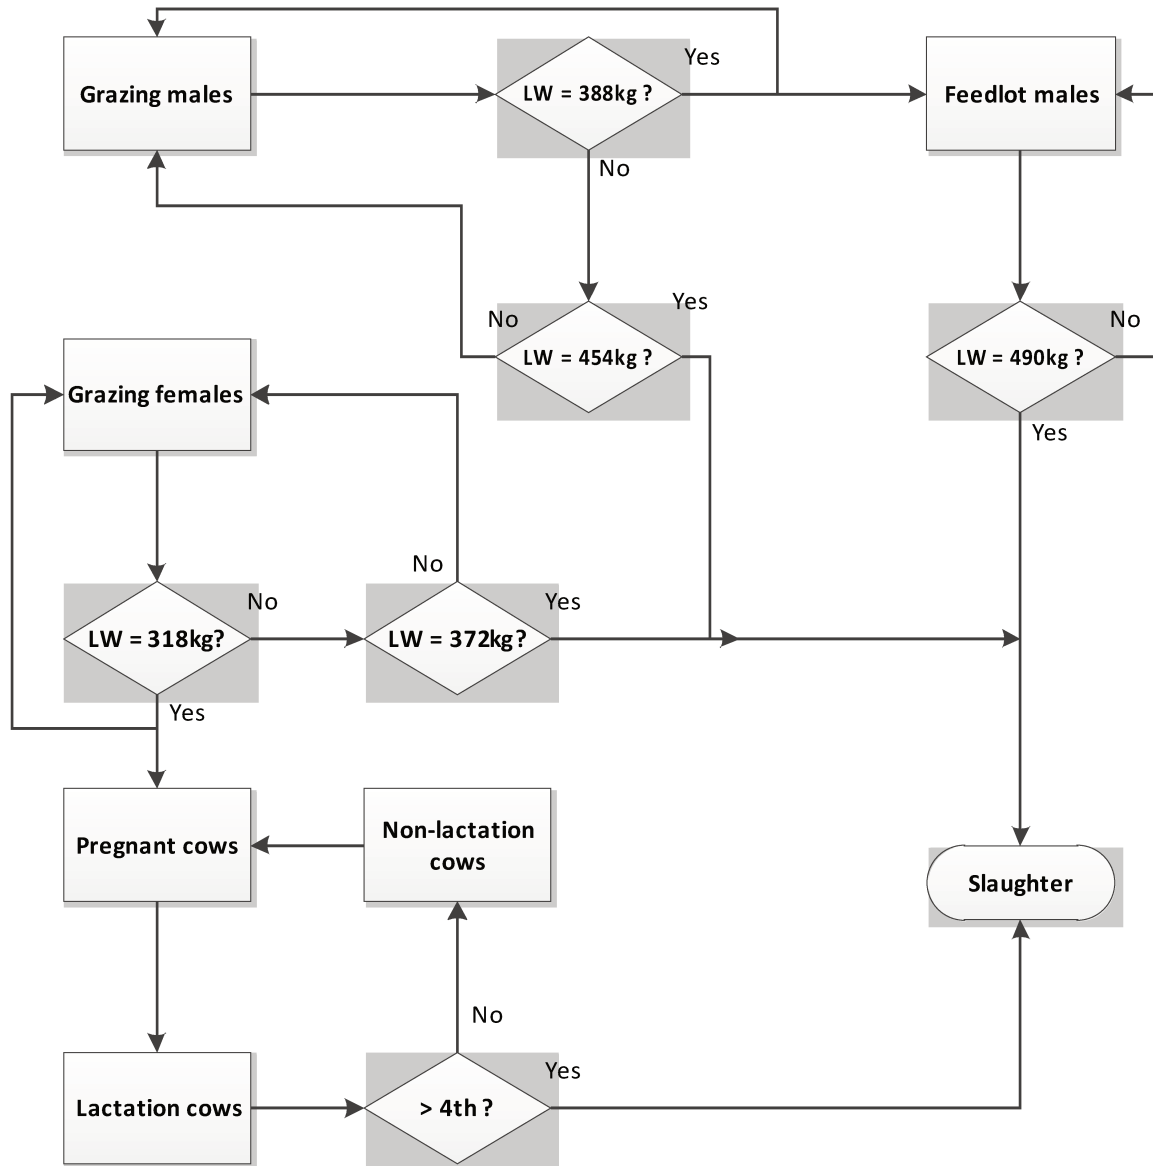 Grazing males
LW = 388kg ?
Yes
Feedlot males
No
No
LW = 454kg ?
Yes
LW = 490kg ?
No
Yes
Grazing females
No
LW = 318kg?
No
LW = 372kg?
Yes
Yes
Pregnant cows
Non-lactation
cows
Slaughter
No
Lactation cows
> 4th ?
Yes